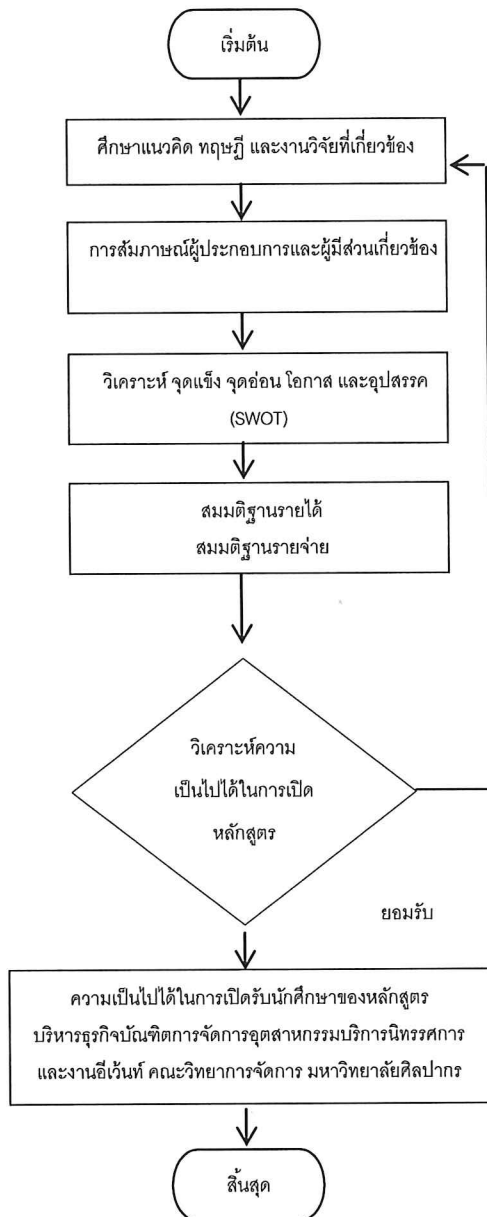 เริ่มต้น
ศึกษาแนวคิด ทฤษฎี และงานวิจัยที่เกี่ยวข้อง
การสัมภาษณ์ผู้ประกอบการและผู้มีส่วนเกี่ยวข้อง
วิเคราะห์ จุดแข็ง จุดอ่อน โอกาส และอุปสรรค
(SWOT)
สมมติฐานรายได้
สมมติฐานรายจ่าย
วิเคราะห์ความ
เป็นไปได้ในการเปิด
หลักสูตร
ยอมรับ
ความเป็นไปได้ในการเปิดรับนักศึกษาของหลักสูตร
บริหารธุรกิจบัณฑิตการจัดการอุตสาหกรรมบริการนิทรรศการ
และงานอีเว้นท์ คณะวิทยาการจัดการ มหาวิทยาลัยศิลปากร
สิ้นสุด